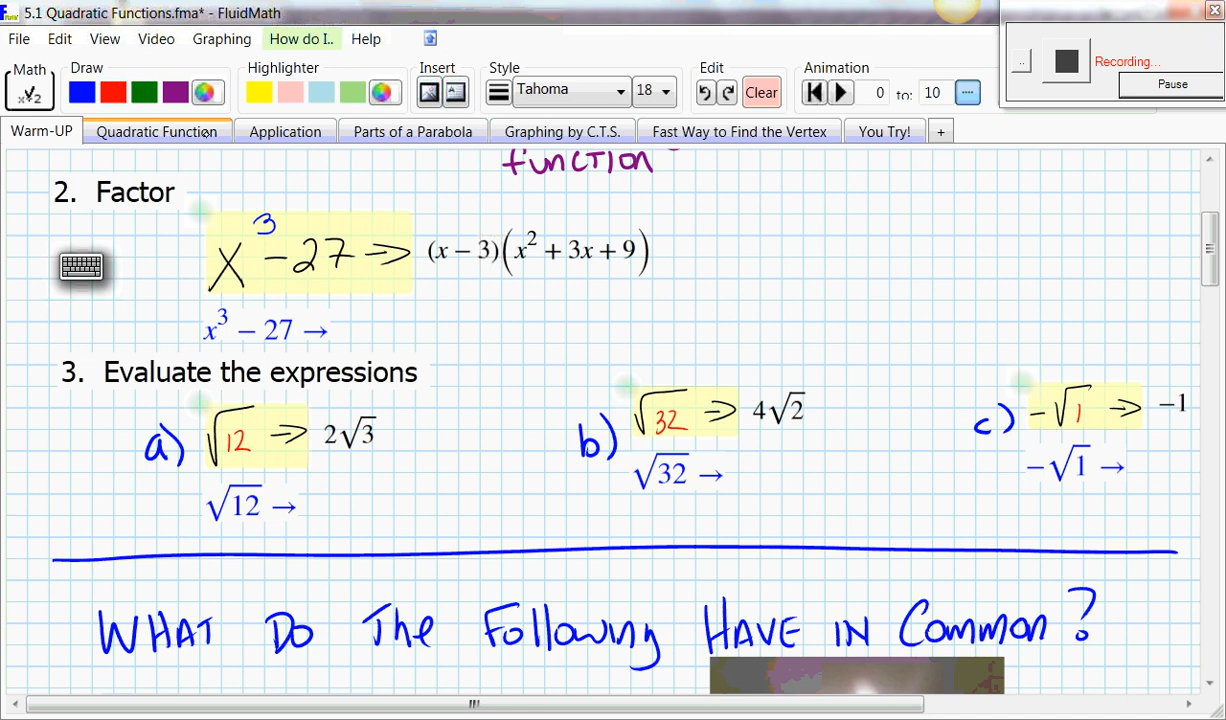 5.1 Quadratic Functions.fma* - FluidMath
File Edit View Video Graphing How do I.. Help
Recording...
Pause
Math Draw Highlighter Insert Style Edit Animation
Tahoma 18 Clear 0 to: 10
Warm-UP Quadratic Function Application Parts of a Parabola Graphing by C.T.S. Fast Way to Find the Vertex You Try! +
function
2. Factor
x³ - 27 ⇒ (x - 3)(x² + 3x + 9)
x³ - 27 →
3. Evaluate the expressions
a) √12 ⇒ 2√3 b) √32 ⇒ 4√2 c) -√1 ⇒ -1
√12 → √32 → -√1 →
WHAT DO The Following HAVE IN Common?